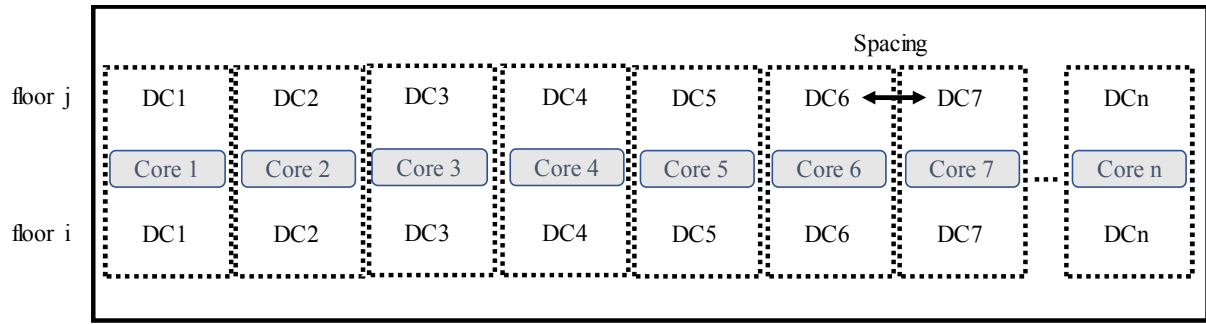 Spacing
floor j DC1 DC2 DC3 DC4 DC5 DC6 DC7 DCn
Core 1 Core 2 Core 3 Core 4 Core 5 Core 6 Core 7 Core n
floor i DC1 DC2 DC3 DC4 DC5 DC6 DC7 DCn